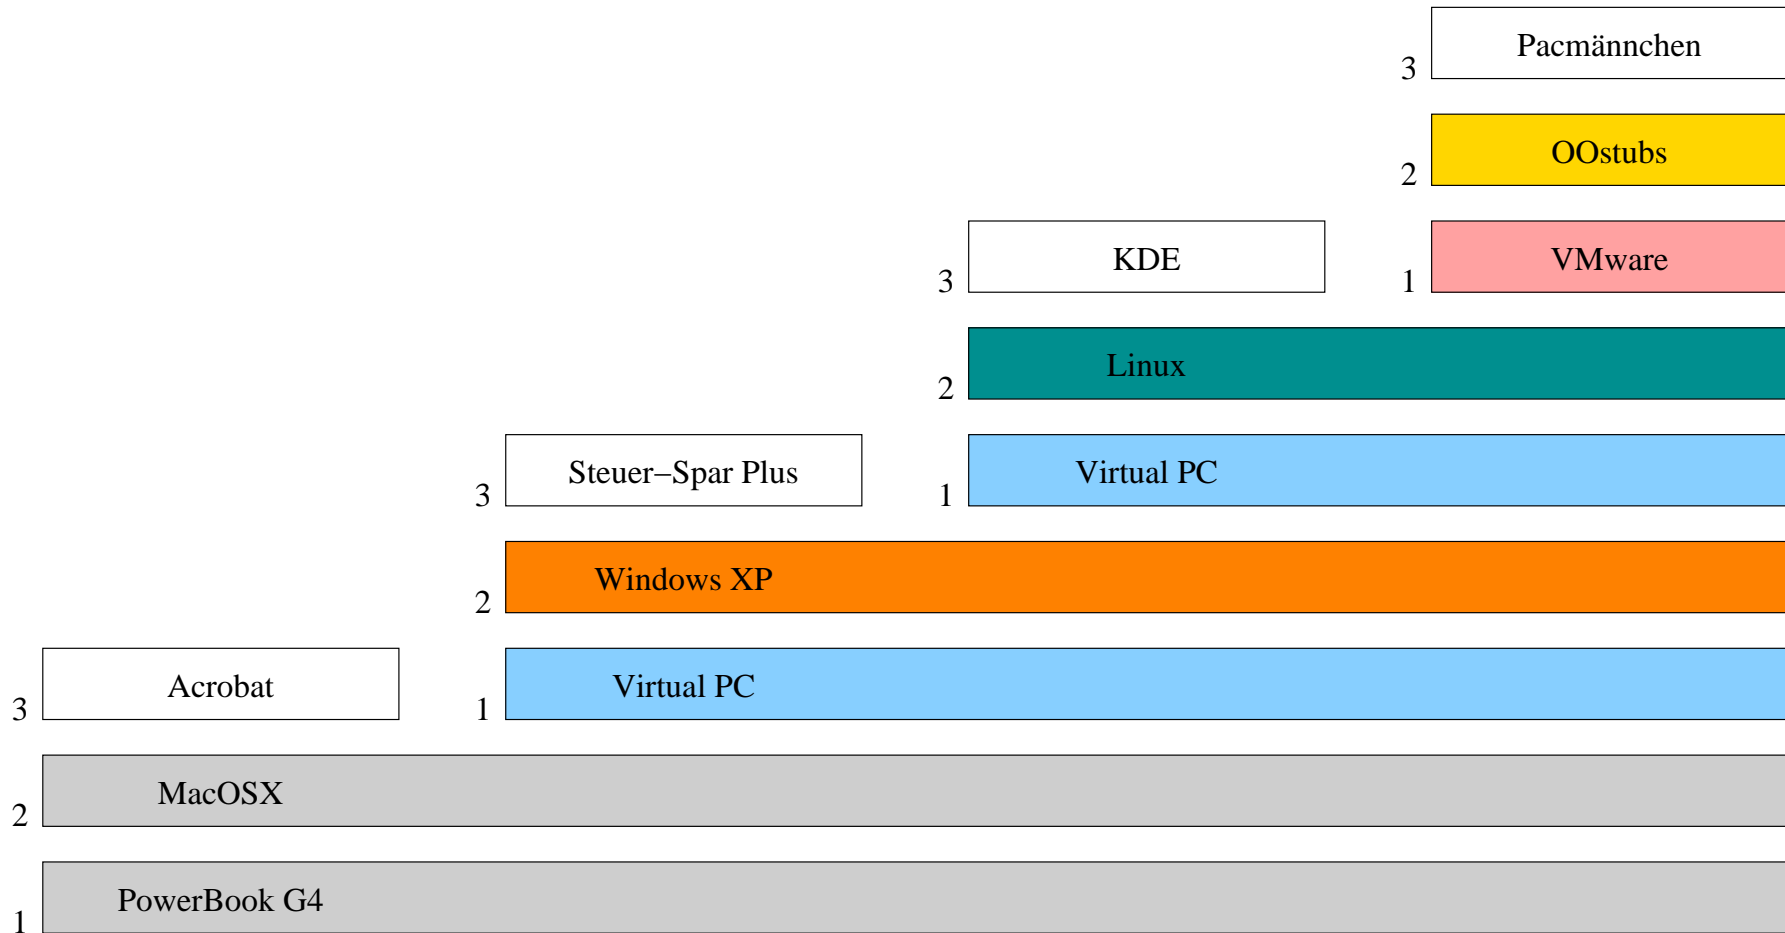 Pacmännchen
3
OOstubs
2
KDE
VMware
3
1
Linux
2
Steuer–Spar Plus
Virtual PC
3
1
Windows XP
2
Acrobat
Virtual PC
3
1
MacOSX
2
PowerBook G4
1